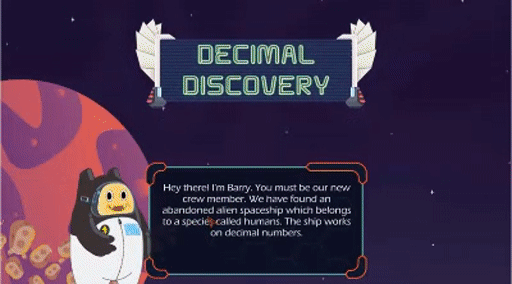 DECIMAL
DISCOVERY
Hey there! I'm Barry. You must be our new
crew member. We have found an
abandoned alien spaceship which belongs
to a species called humans. The ship works
on decimal numbers.